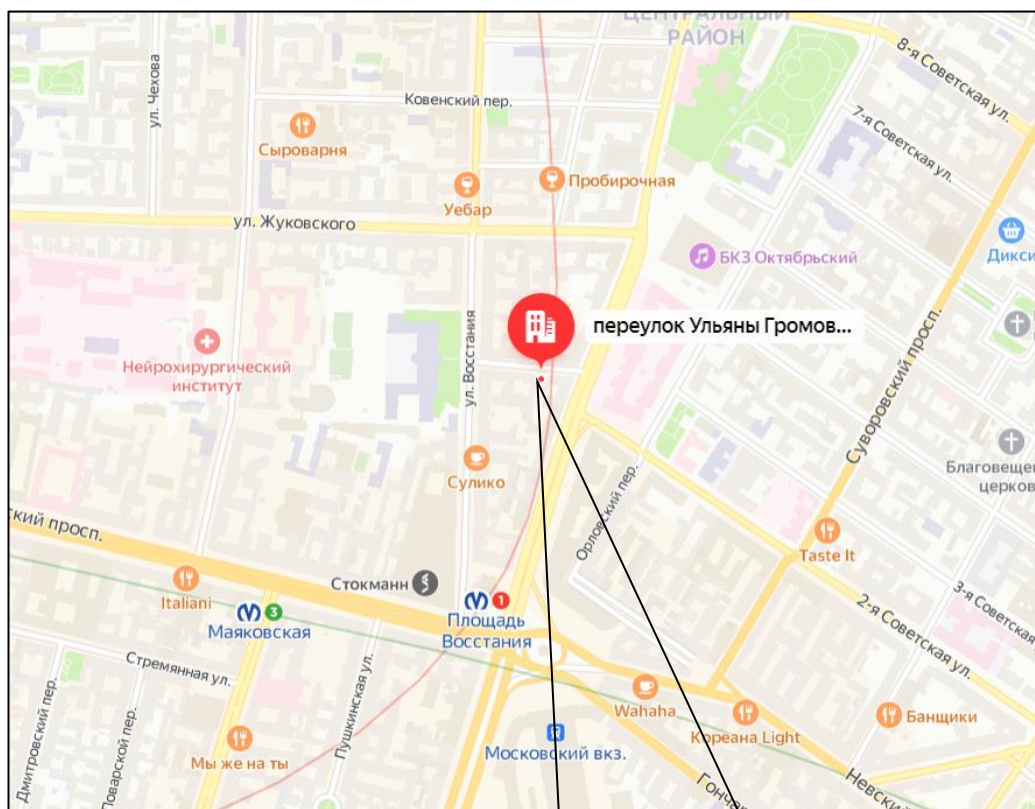 ЦЕНТРАЛЬНЫЙ
РАЙОН
8-я Советская ул.
ул. Чехова
Ковенский пер.
7-я Советская ул.
Сыроварня
Пробирочная
Уебар
ул. Жуковского
БКЗ Октябрьский
Дикси
переулок Ульяны Громов...
ул. Восстания
Нейрохирургический
институт
Суворовский просп.
Благовеще
церков
Сулико
Орловский пер.
ский просп.
Taste It
Стокманн
Italiani
3
Маяковская
1
Площадь
Восстания
3-я Советская
2-я Советская ул.
Стремянная ул.
Пушкинская ул.
Дмитровский пер.
Поварской пер.
Wahaha
Кореана Light
Банщики
Московский вкз.
Мы же на ты
Гонча
Невский